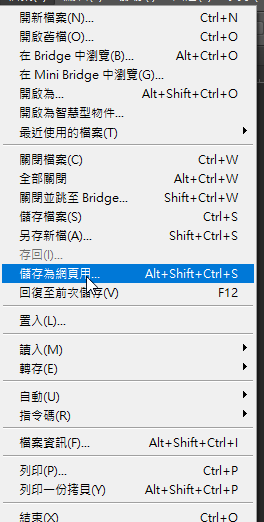 開新檔案(N)... Ctrl+N
開啟舊檔(O)... Ctrl+O
在 Bridge 中瀏覽(B)... Alt+Ctrl+O
在 Mini Bridge 中瀏覽(G)...
開啟為... Alt+Shift+Ctrl+O
開啟為智慧型物件...
最近使用的檔案(T)
關閉檔案(C) Ctrl+W
全部關閉 Alt+Ctrl+W
關閉並跳至 Bridge... Shift+Ctrl+W
儲存檔案(S) Ctrl+S
另存新檔(A)... Shift+Ctrl+S
存回(I)...
儲存為網頁用... Alt+Shift+Ctrl+S
回復至前次儲存(V) F12
置入(L)...
讀入(M)
轉存(E)
自動(U)
指令碼(R)
檔案資訊(F)... Alt+Shift+Ctrl+I
列印(P)... Ctrl+P
列印一份拷貝(Y) Alt+Shift+Ctrl+P
結束(X) Ctrl+Q